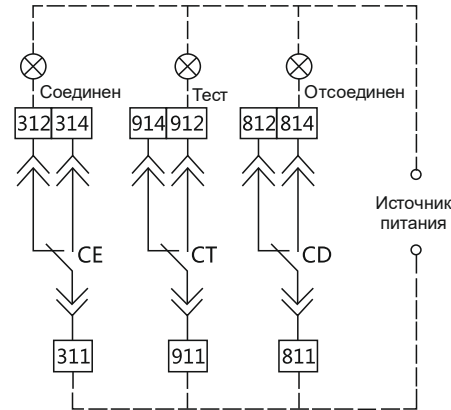 Соединен Тест Отсоединен
312 314 914 912 812 814
Источник
питания
CE CT CD
311 911 811